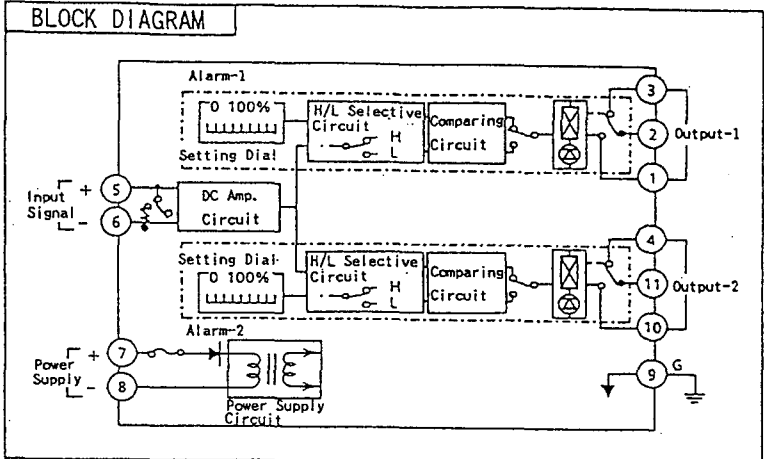 BLOCK DIAGRAM
Alarm-1
0 100%
Setting Dial
H/L Selective
Circuit
H
L
Comparing
Circuit
3
2
1
Output-1
Input
Signal
+
-
5
6
DC Amp.
Circuit
Setting Dial
0 100%
Alarm-2
H/L Selective
Circuit
H
L
Comparing
Circuit
4
11
10
Output-2
Power
Supply
+
-
7
8
Power Supply
Circuit
9
G